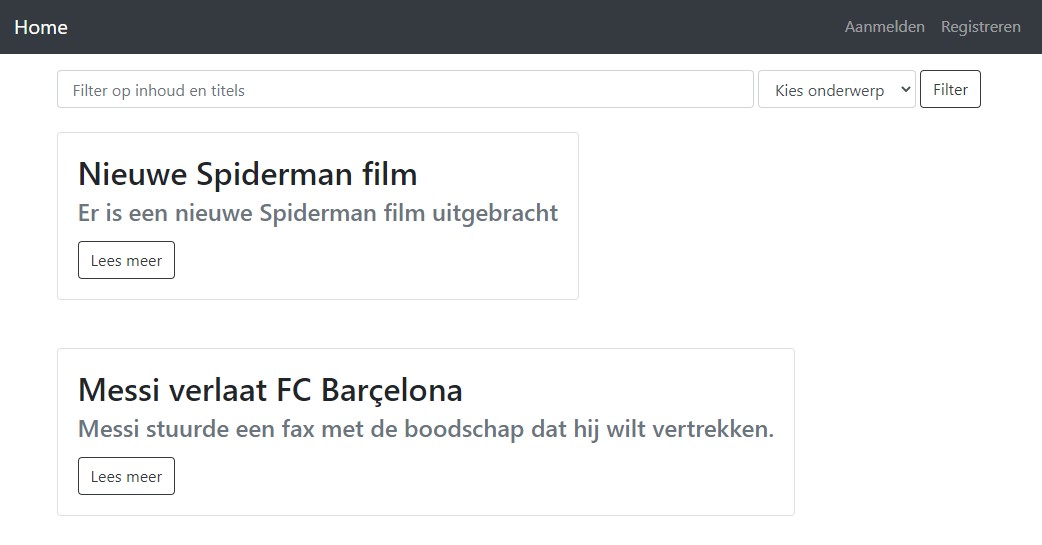 Home Aanmelden Registreren
Filter op inhoud en titels Kies onderwerp Filter
Nieuwe Spiderman film
Er is een nieuwe Spiderman film uitgebracht
Lees meer
Messi verlaat FC Barçelona
Messi stuurde een fax met de boodschap dat hij wilt vertrekken.
Lees meer